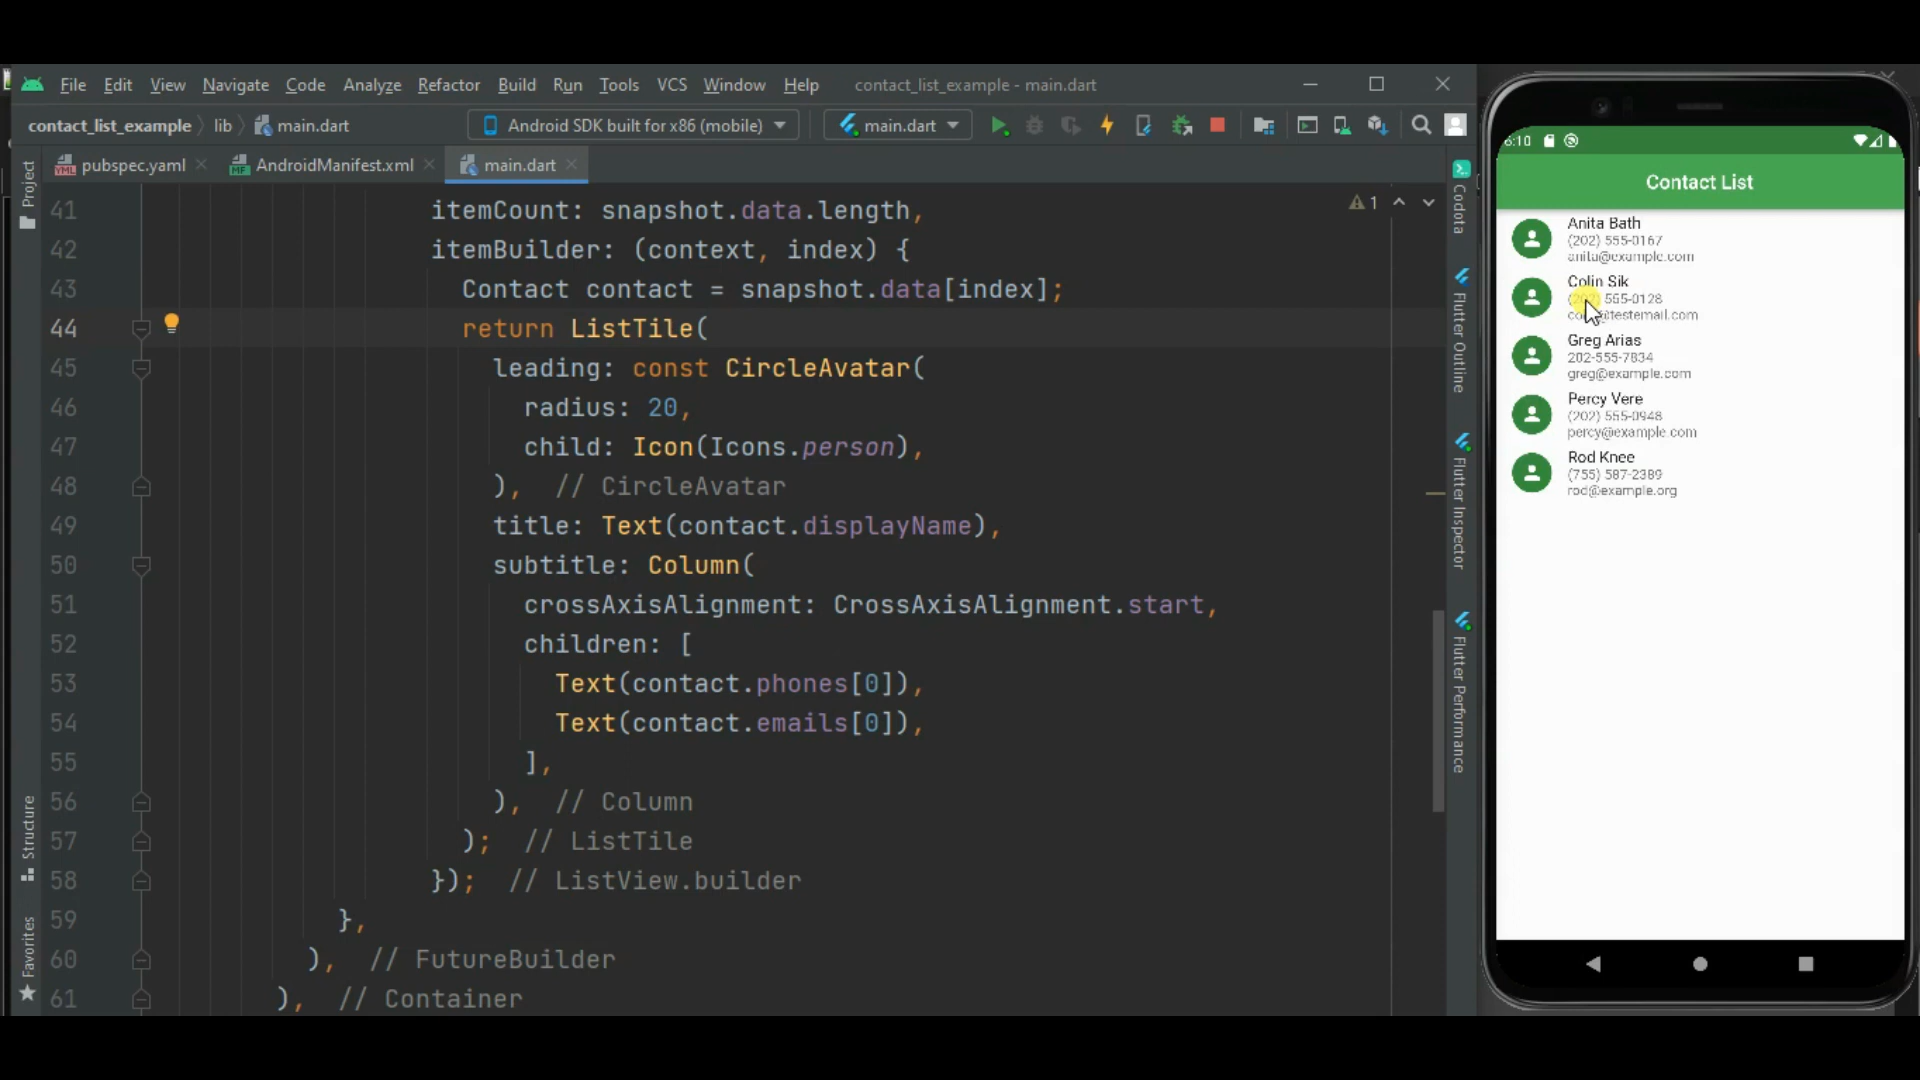 File Edit View Navigate Code Analyze Refactor Build Run Tools VCS Window Help contact_list_example - main.dart
contact_list_example lib main.dart Android SDK built for x86 (mobile) main.dart
pubspec.yaml AndroidManifest.xml main.dart
Project
Structure
Favorites
1
41 itemCount: snapshot.data.length,
42 itemBuilder: (context, index) {
43 Contact contact = snapshot.data[index];
44 return ListTile(
45 leading: const CircleAvatar(
46 radius: 20,
47 child: Icon(Icons.person),
48 ), // CircleAvatar
49 title: Text(contact.displayName),
50 subtitle: Column(
51 crossAxisAlignment: CrossAxisAlignment.start,
52 children: [
53 Text(contact.phones[0]),
54 Text(contact.emails[0]),
55 ],
56 ), // Column
57 ); // ListTile
58 }); // ListView.builder
59 },
60 ), // FutureBuilder
61 ), // Container
Codota
Flutter Outline
Flutter Inspector
Flutter Performance
6:10
Contact List
Anita Bath
(202) 555-0167
anita@example.com
Colin Sik
(202) 555-0128
Greg Arias
202-555-7834
greg@example.com
Percy Vere
(202) 555-0948
percy@example.com
Rod Knee
(755) 587-2389
rod@example.org